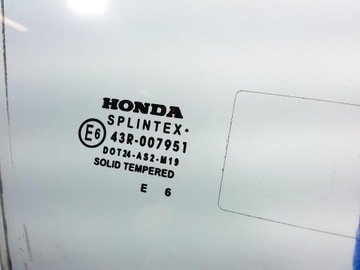 HONDA
SPLINTEX•
E6 43R-007951
DOT24-AS2-M19
SOLID TEMPERED
E 6